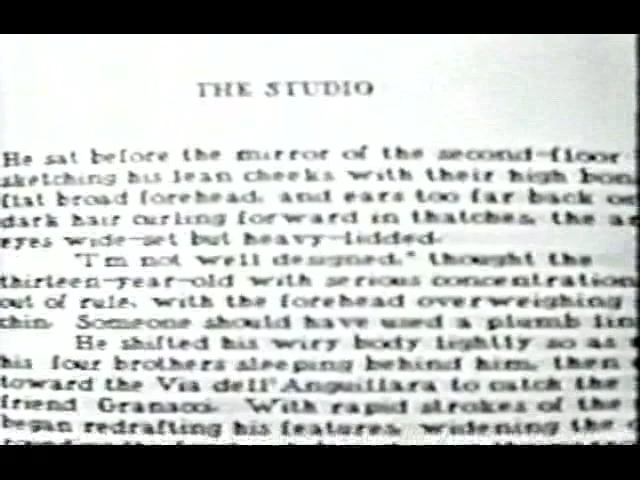 THE STUDIO
He sat before the mirror of the second-floor
sketching his lean cheeks with their high bon
flat broad forehead, and ears too far back o
dark hair curling forward in thatches, the a
eyes wide-set but heavy-lidded.
"I'm not well designed," thought the
thirteen-year-old with serious concentration
out of rule, with the forehead overweighing
chin. Someone should have used a plumb lin
He shifted his wiry body lightly so as
his four brothers sleeping behind him, then
toward the Via dell'Anguillara to catch the
friend Granacci. With rapid strokes of the
began redrafting his features, widening the